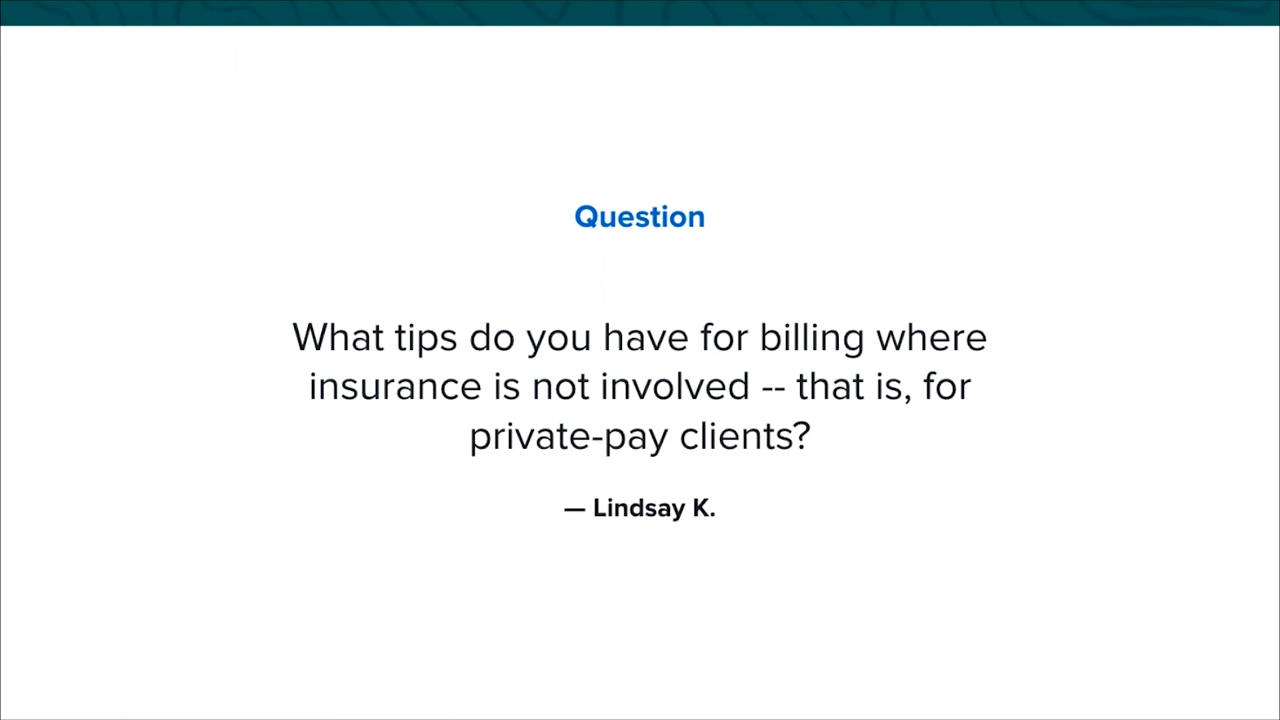 Question
What tips do you have for billing where
insurance is not involved -- that is, for
private-pay clients?
— Lindsay K.